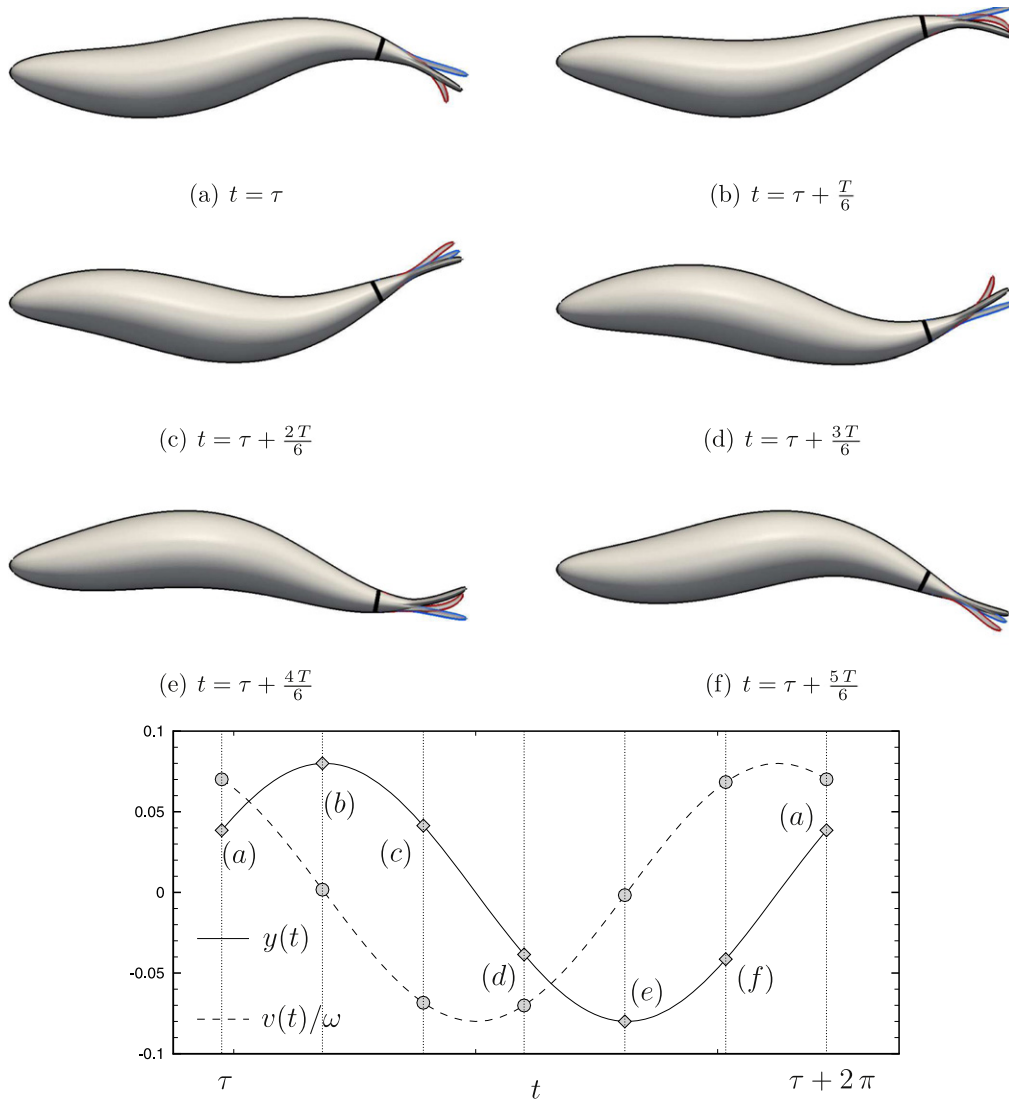 (a) t = τ
(b) t = τ + T/6
(c) t = τ + 2T/6
(d) t = τ + 3T/6
(e) t = τ + 4T/6
(f) t = τ + 5T/6
0.1
0.05
0
-0.05
-0.1
(a)
(b)
(c)
(d)
(e)
(f)
(a)
y(t)
v(t)/ω
τ
t
τ + 2π